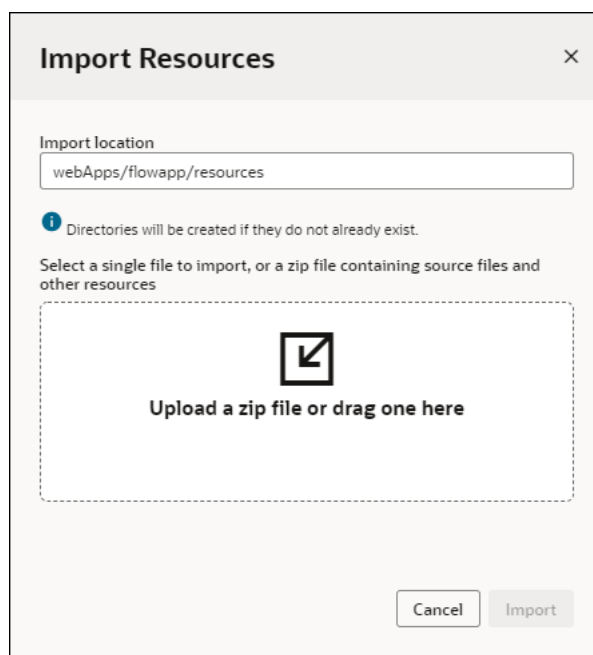 Import Resources
Import location
webApps/flowapp/resources
Directories will be created if they do not already exist.
Select a single file to import, or a zip file containing source files and
other resources
Upload a zip file or drag one here
Cancel
Import